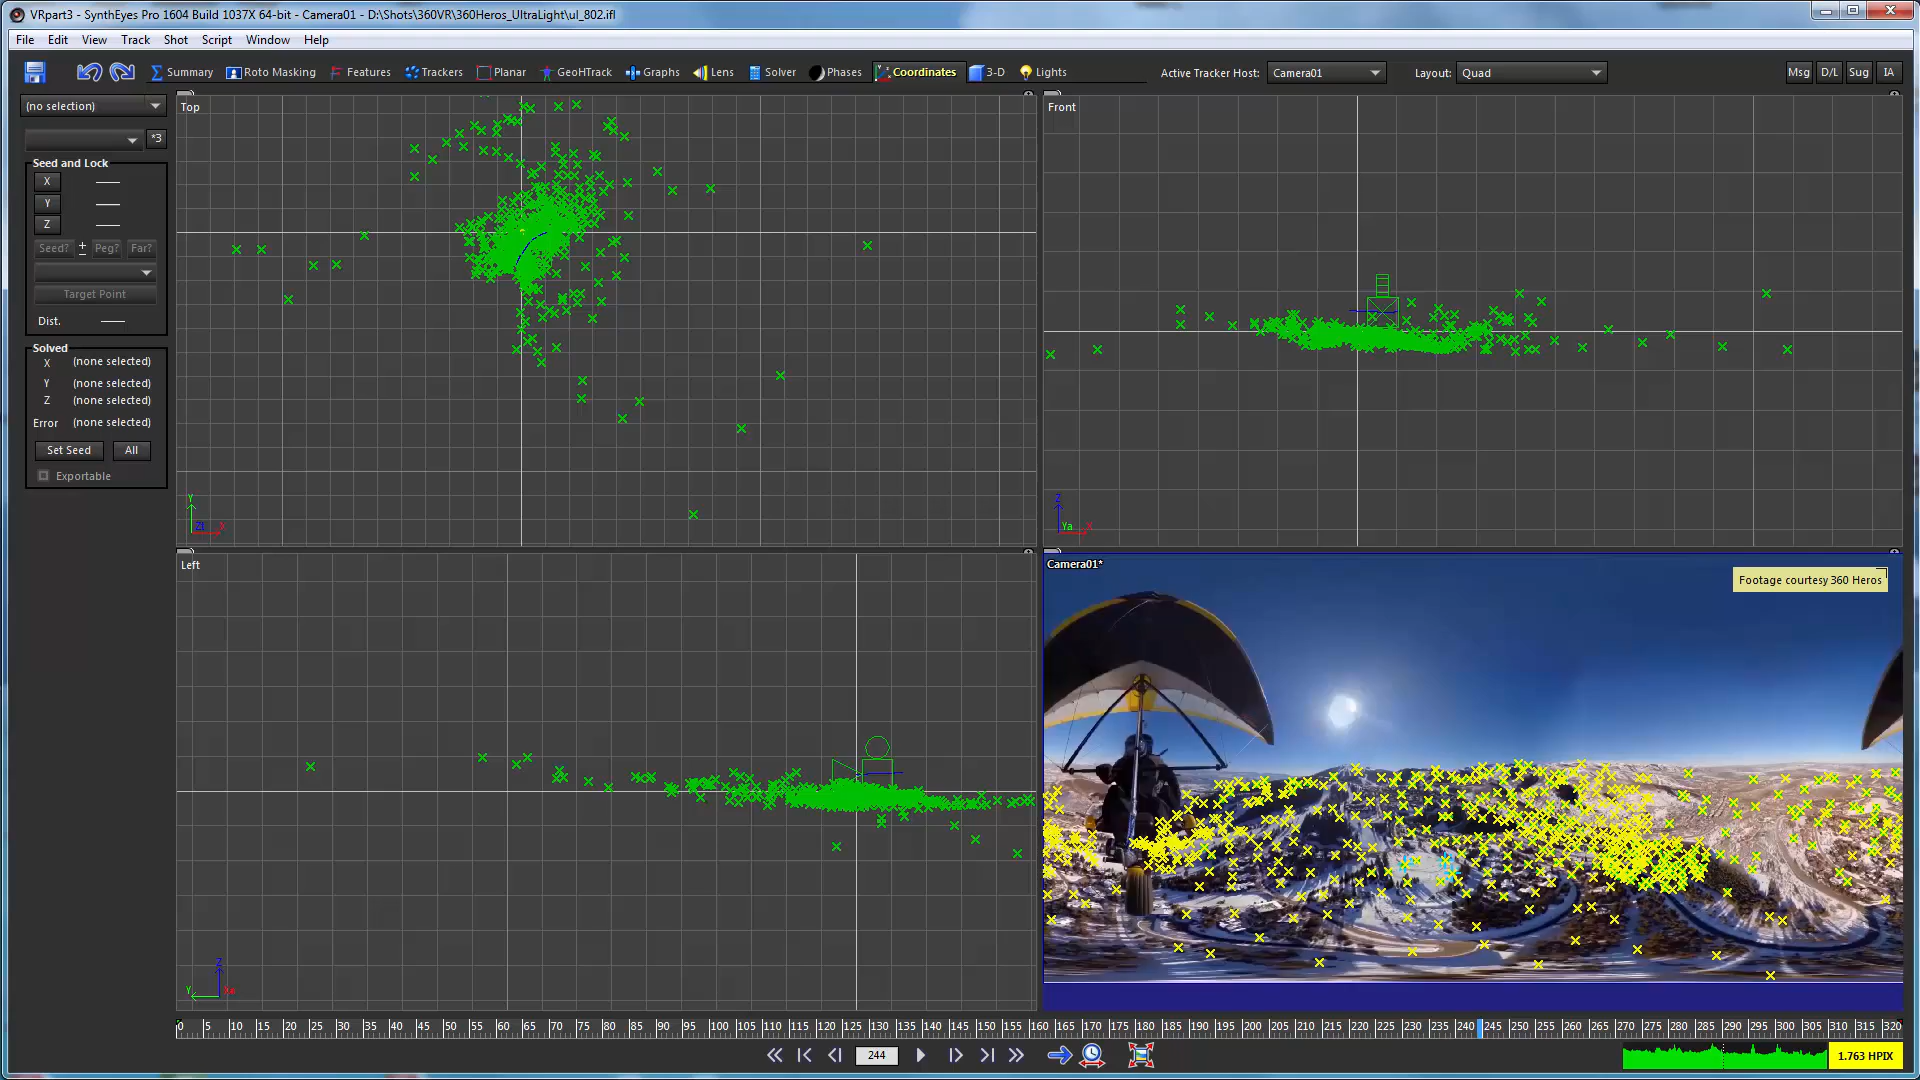 VRpart3 - SynthEyes Pro 1604 Build 1037X 64-bit - Camera01 - D:\Shots\360VR\360Heros_UltraLight\ul_802.ifl
File Edit View Track Shot Script Window Help
Summary Roto Masking Features Trackers Planar GeoHTrack Graphs Lens Solver Phases Coordinates 3-D Lights Active Tracker Host: Camera01 Layout: Quad Msg D/L Sug IA
(no selection)
*3
Seed and Lock
X
Y
Z
Seed? ± Peg? Far?
Target Point
Dist.
Solved
X (none selected)
Y (none selected)
Z (none selected)
Error (none selected)
Set Seed All
Exportable
Top
Y
X
Front
Z
Ya X
Left
Z
Y
Camera01*
Footage courtesy 360 Heros
0 5 10 15 20 25 30 35 40 45 50 55 60 65 70 75 80 85 90 95 100 105 110 115 120 125 130 135 140 145 150 155 160 165 170 175 180 185 190 195 200 205 210 215 220 225 230 235 240 245 250 255 260 265 270 275 280 285 290 295 300 305 310 315 320
244
1.763 HPIX